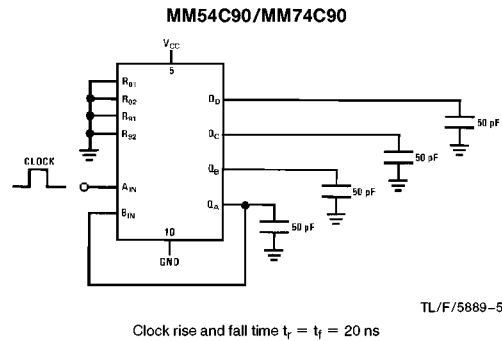 MM54C90/MM74C90
VCC
5
R01
R02
R91
R92
CLOCK
AIN
BIN
QD
QC
QB
QA
10
GND
50 pF
50 pF
50 pF
50 pF
TL/F/5889–5
Clock rise and fall time tr = tf = 20 ns